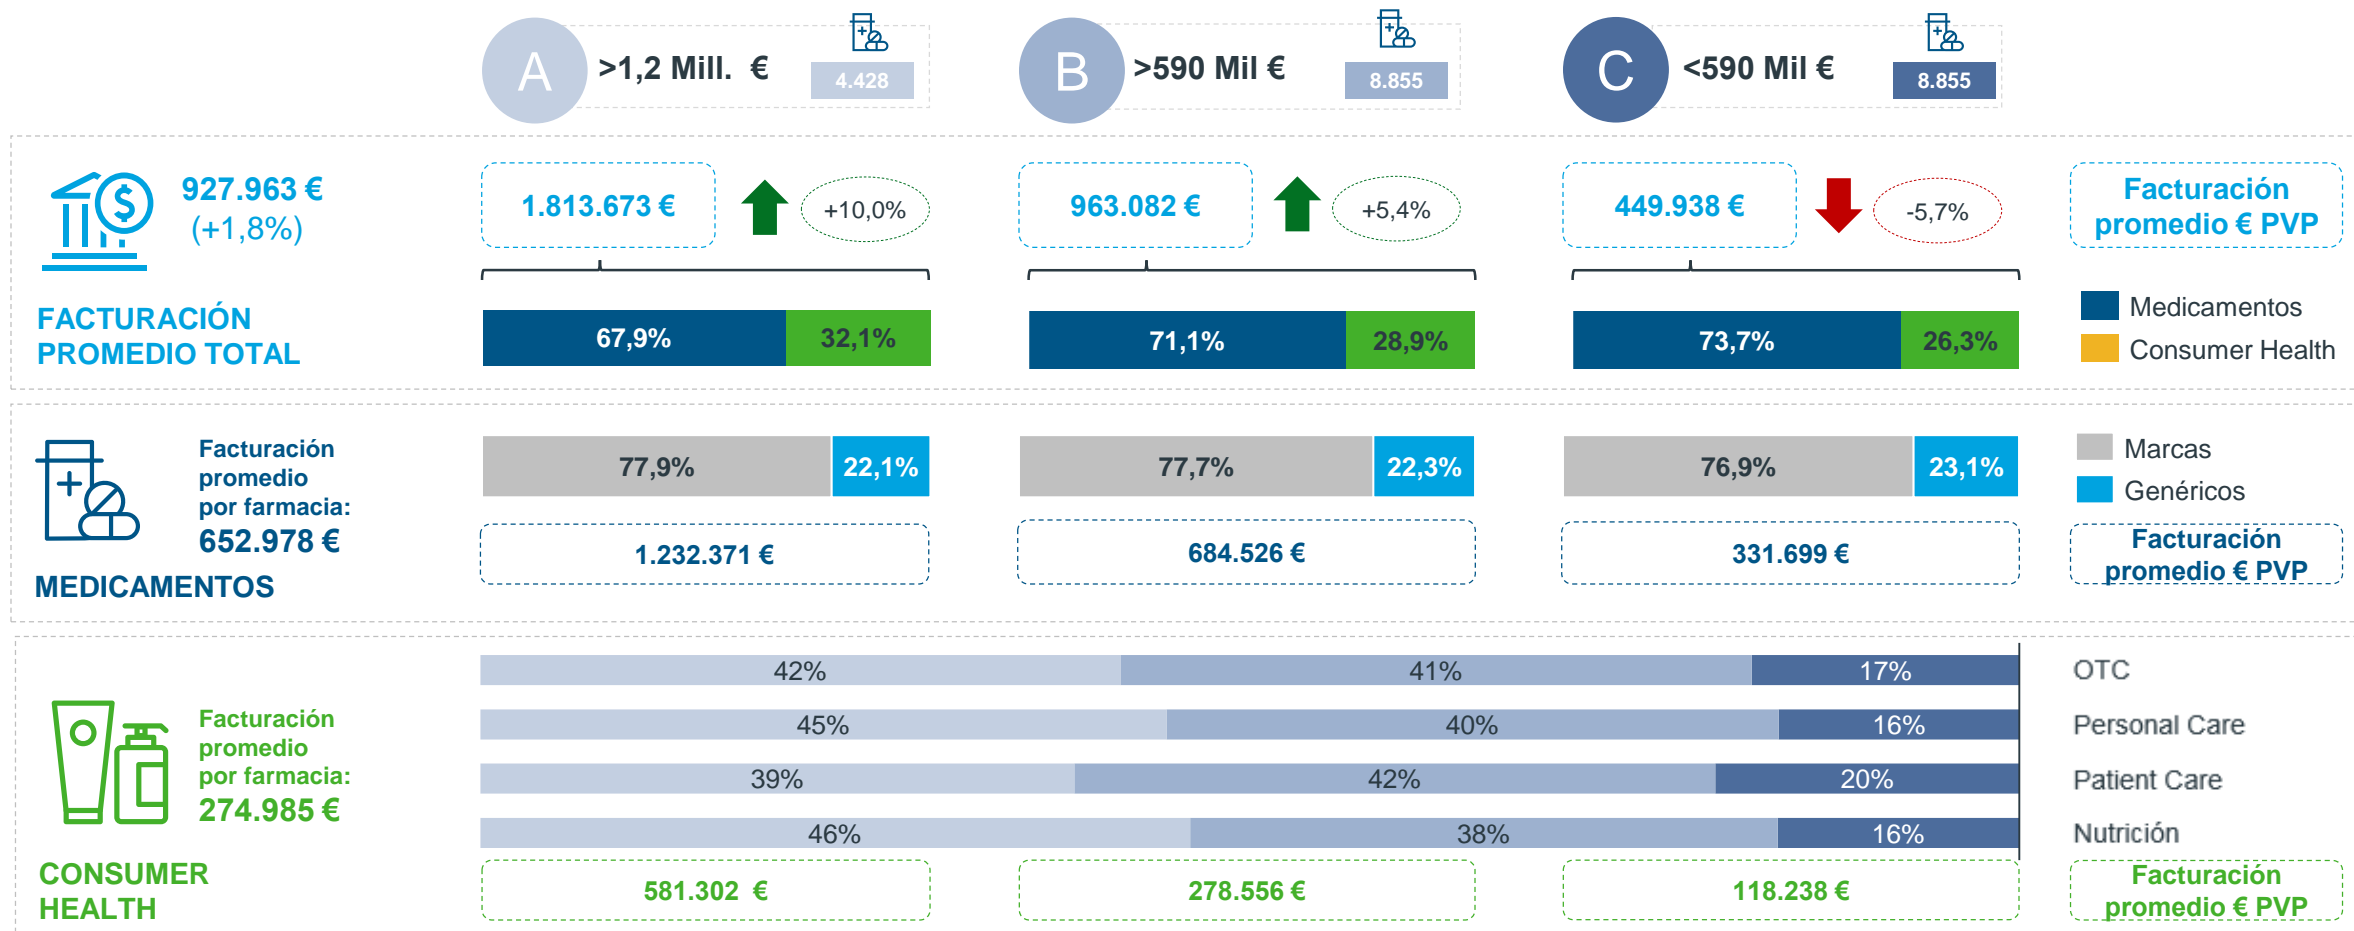 A
>1,2 Mill. €
4.428
B
>590 Mil €
8.855
C
<590 Mil €
8.855
927.963 €
(+1,8%)
FACTURACIÓN
PROMEDIO TOTAL
1.813.673 €
+10,0%
963.082 €
+5,4%
449.938 €
-5,7%
Facturación
promedio € PVP
67,9%
32,1%
71,1%
28,9%
73,7%
26,3%
Medicamentos
Consumer Health
Facturación
promedio
por farmacia:
652.978 €
MEDICAMENTOS
77,9%
22,1%
77,7%
22,3%
76,9%
23,1%
Marcas
Genéricos
1.232.371 €
684.526 €
331.699 €
Facturación
promedio € PVP
Facturación
promedio
por farmacia:
274.985 €
CONSUMER
HEALTH
42%
41%
17%
OTC
45%
40%
16%
Personal Care
39%
42%
20%
Patient Care
46%
38%
16%
Nutrición
581.302 €
278.556 €
118.238 €
Facturación
promedio € PVP